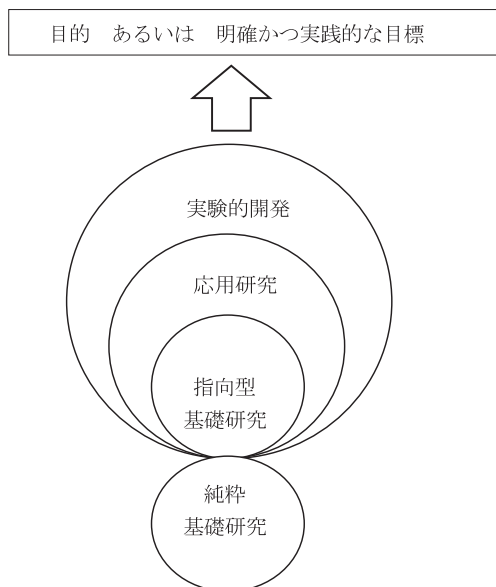 目的　あるいは　明確かつ実践的な目標
実験的開発
応用研究
指向型
基礎研究
純粋
基礎研究